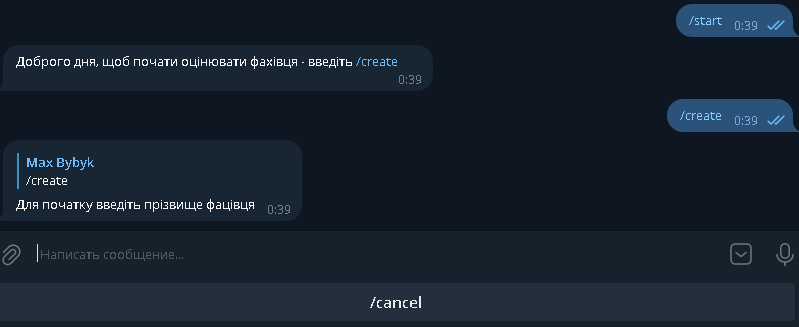 /start 0:39
Доброго дня, щоб почати оцінювати фахівця - введіть /create
0:39
/create 0:39
Max Bybyk
/create
Для початку введіть прізвище фацівця 0:39
Написать сообщение...
/cancel